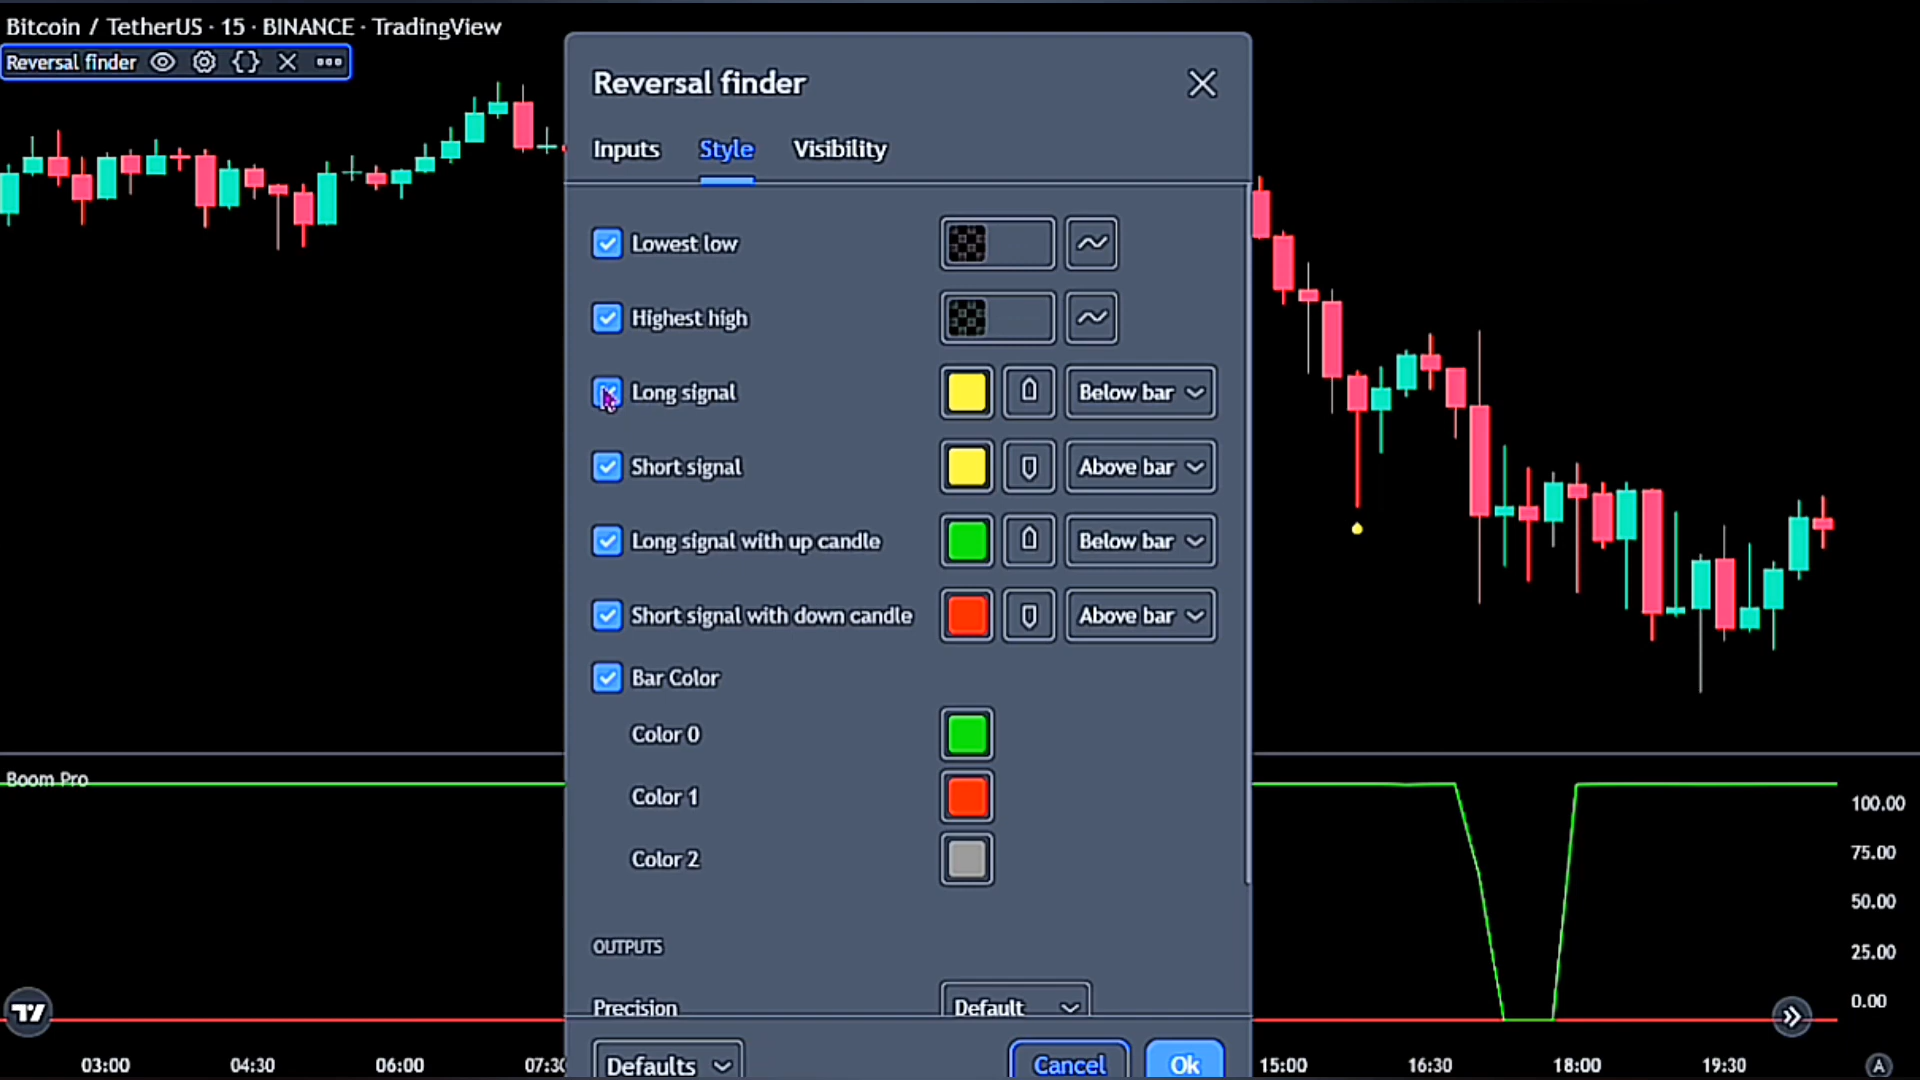 Bitcoin / TetherUS · 15 · BINANCE · TradingView
Reversal finder
Reversal finder
Inputs Style Visibility
Lowest low
Highest high
Long signal Below bar
Short signal Above bar
Long signal with up candle Below bar
Short signal with down candle Above bar
Bar Color
Color 0
Color 1
Color 2
OUTPUTS
Precision Default
Defaults Cancel Ok
Boom Pro
100.00
75.00
50.00
25.00
0.00
03:00 04:30 06:00 07:30 15:00 16:30 18:00 19:30 A